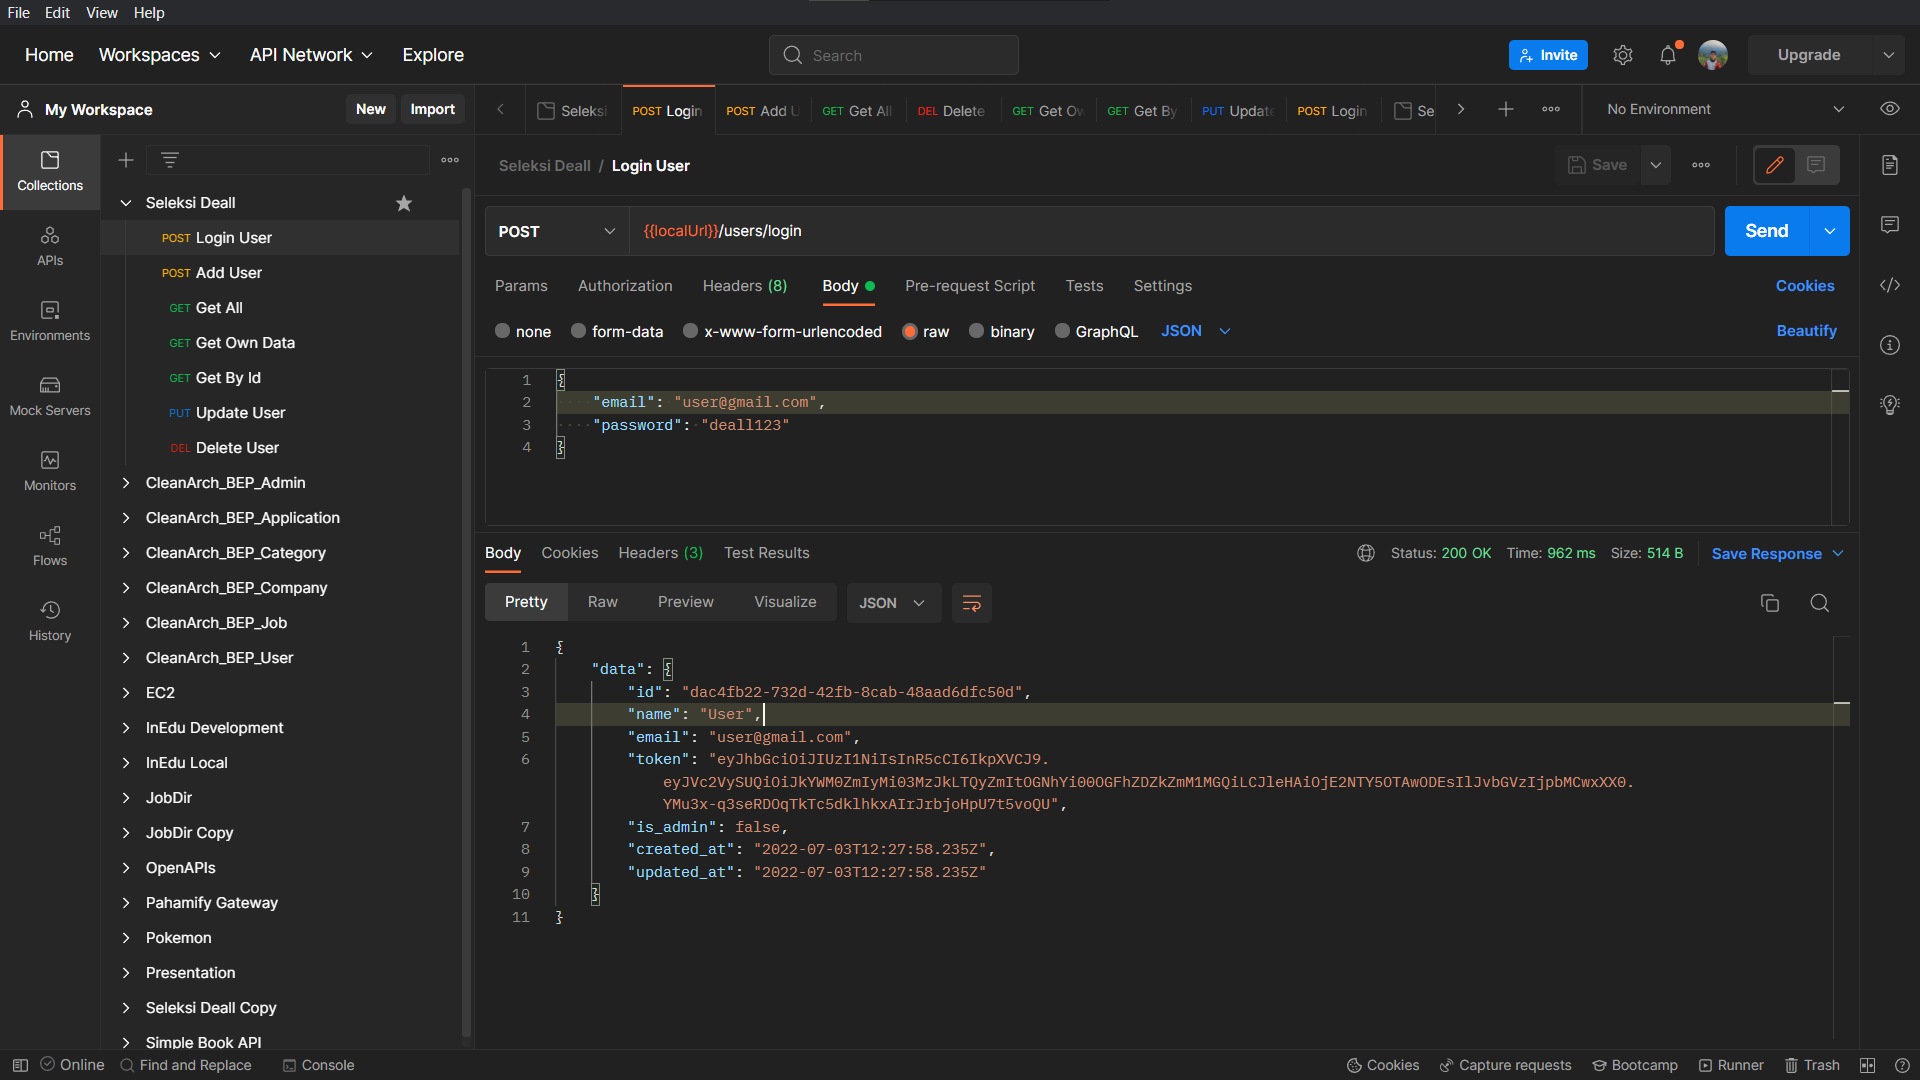 File Edit View Help
Home Workspaces API Network Explore Search Invite Upgrade
My Workspace New Import
Seleksi POST Login POST Add U GET Get All DEL Delete GET Get Ow GET Get By PUT Update POST Login Se No Environment
Collections
APIs
Environments
Mock Servers
Monitors
Flows
History
Seleksi Deall
POST Login User
POST Add User
GET Get All
GET Get Own Data
GET Get By Id
PUT Update User
DEL Delete User
CleanArch_BEP_Admin
CleanArch_BEP_Application
CleanArch_BEP_Category
CleanArch_BEP_Company
CleanArch_BEP_Job
CleanArch_BEP_User
EC2
InEdu Development
InEdu Local
JobDir
JobDir Copy
OpenAPIs
Pahamify Gateway
Pokemon
Presentation
Seleksi Deall Copy
Simple Book API
Seleksi Deall / Login User Save
POST {{localUrl}}/users/login Send
Params Authorization Headers (8) Body Pre-request Script Tests Settings Cookies
none form-data x-www-form-urlencoded raw binary GraphQL JSON Beautify
1 {
2 "email": "user@gmail.com",
3 "password": "deall123"
4 }
Body Cookies Headers (3) Test Results Status: 200 OK Time: 962 ms Size: 514 B Save Response
Pretty Raw Preview Visualize JSON
1 {
2 "data": {
3 "id": "dac4fb22-732d-42fb-8cab-48aad6dfc50d",
4 "name": "User",
5 "email": "user@gmail.com",
6 "token": "eyJhbGciOiJIUzI1NiIsInR5cCI6IkpXVCJ9.
eyJVc2VySUQiOiJkYWM0ZmIyMi03MzJkLTQyZmItOGNhYi00OGFhZDZkZmM1MGQiLCJleHAiOjE2NTY5OTAwODEsIlJvbGVzIjpbMCwxXX0.
YMu3x-q3seRDOqTkTc5dklhkxAIrJrbjoHpU7t5voQU",
7 "is_admin": false,
8 "created_at": "2022-07-03T12:27:58.235Z",
9 "updated_at": "2022-07-03T12:27:58.235Z"
10 }
11 }
Online Find and Replace Console Cookies Capture requests Bootcamp Runner Trash